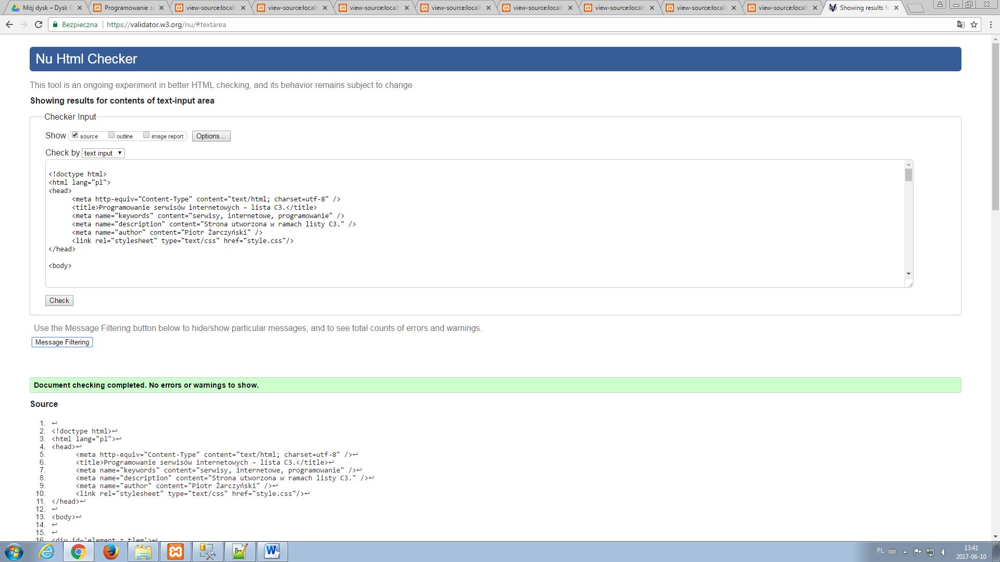 Mój dysk – Dysk G
Programowanie se
view-source:localh
view-source:localh
view-source:localh
view-source:localh
view-source:localh
view-source:localh
view-source:localh
view-source:localh
Showing results fo
Bezpieczna
https://validator.w3.org/nu/#textarea
Nu Html Checker
This tool is an ongoing experiment in better HTML checking, and its behavior remains subject to change
Showing results for contents of text-input area
Checker Input
Show source outline image report Options...
Check by text input
<!doctype html>
<html lang="pl">
<head>
<meta http-equiv="Content-Type" content="text/html; charset=utf-8" />
<title>Programowanie serwisów internetowych – lista C3.</title>
<meta name="keywords" content="serwisy, internetowe, programowanie" />
<meta name="description" content="Strona utworzona w ramach listy C3." />
<meta name="author" content="Piotr Żarczyński" />
<link rel="stylesheet" type="text/css" href="style.css"/>
</head>
<body>
Check
Use the Message Filtering button below to hide/show particular messages, and to see total counts of errors and warnings.
Message Filtering
Document checking completed. No errors or warnings to show.
Source
1. ↩
2. <!doctype html>↩
3. <html lang="pl">↩
4. <head>↩
5. <meta http-equiv="Content-Type" content="text/html; charset=utf-8" />↩
6. <title>Programowanie serwisów internetowych – lista C3.</title>↩
7. <meta name="keywords" content="serwisy, internetowe, programowanie" />↩
8. <meta name="description" content="Strona utworzona w ramach listy C3." />↩
9. <meta name="author" content="Piotr Żarczyński" />↩
10. <link rel="stylesheet" type="text/css" href="style.css"/>↩
11. </head>↩
12. ↩
13. <body>↩
14. ↩
15. ↩
16. <div id='element_z_tlem'>↩
PL
13:41
2017-06-10